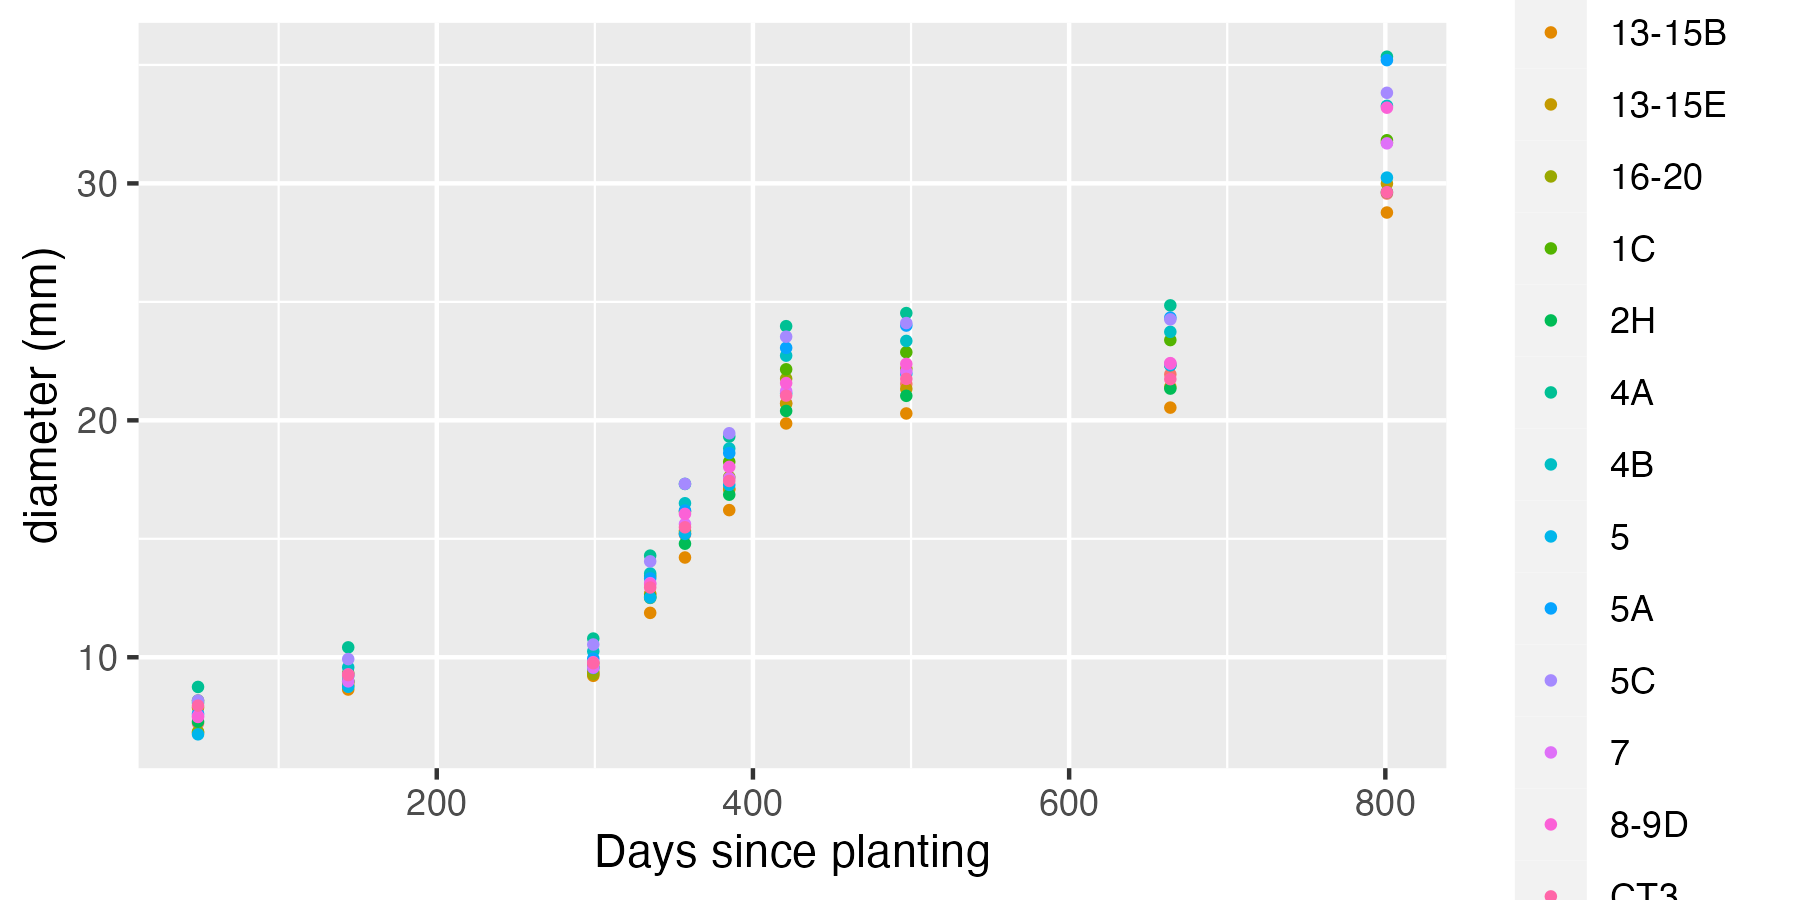 diameter (mm)
30
20
10
200 400 600 800
Days since planting
13-15B
13-15E
16-20
1C
2H
4A
4B
5
5A
5C
7
8-9D
CT3